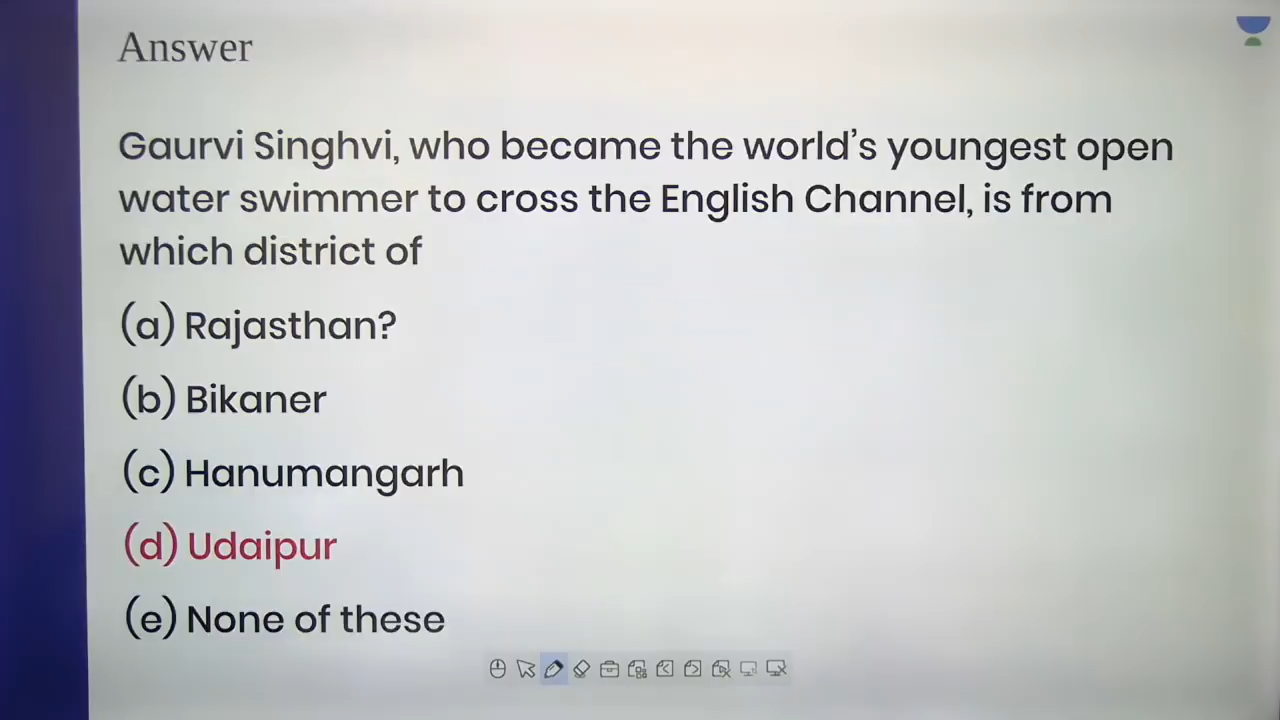 Answer
Gaurvi Singhvi, who became the world's youngest open
water swimmer to cross the English Channel, is from
which district of
(a) Rajasthan?
(b) Bikaner
(c) Hanumangarh
(d) Udaipur
(e) None of these